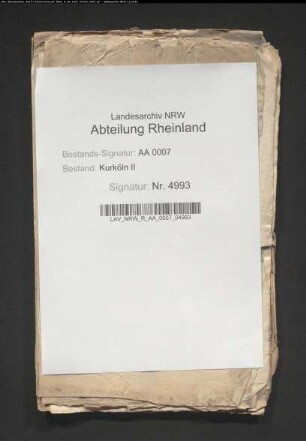 Landesarchiv NRW
Abteilung Rheinland
Bestands-Signatur: AA 0007
Bestand: Kurköln II
Signatur: Nr. 4993
LAV_NRW_R_AA_0007_04993